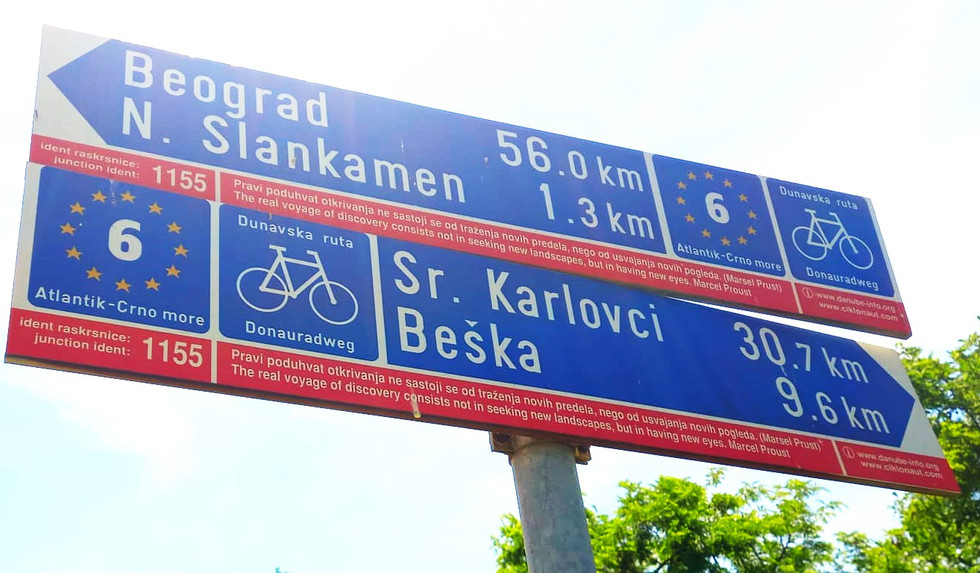 Beograd 56.0 km
N. Slankamen 1.3 km
6
Atlantik-Crno more
Dunavska ruta
Donauradweg
ident raskrsnice:
junction ident: 1155
Pravi poduhvat otkrivanja ne sastoji se od traženja novih predela, nego od usvajanja novih pogleda. (Marsel Prust)
The real voyage of discovery consists not in seeking new landscapes, but in having new eyes. Marcel Proust
www.danube-info.org
www.ciklonaut.com
6
Atlantik-Crno more
Dunavska ruta
Donauradweg
Sr. Karlovci 30.7 km
Beška 9.6 km
ident raskrsnice:
junction ident: 1155
Pravi poduhvat otkrivanja ne sastoji se od traženja novih predela, nego od usvajanja novih pogleda. (Marsel Prust)
The real voyage of discovery consists not in seeking new landscapes, but in having new eyes. Marcel Proust
www.danube-info.org
www.ciklonaut.com